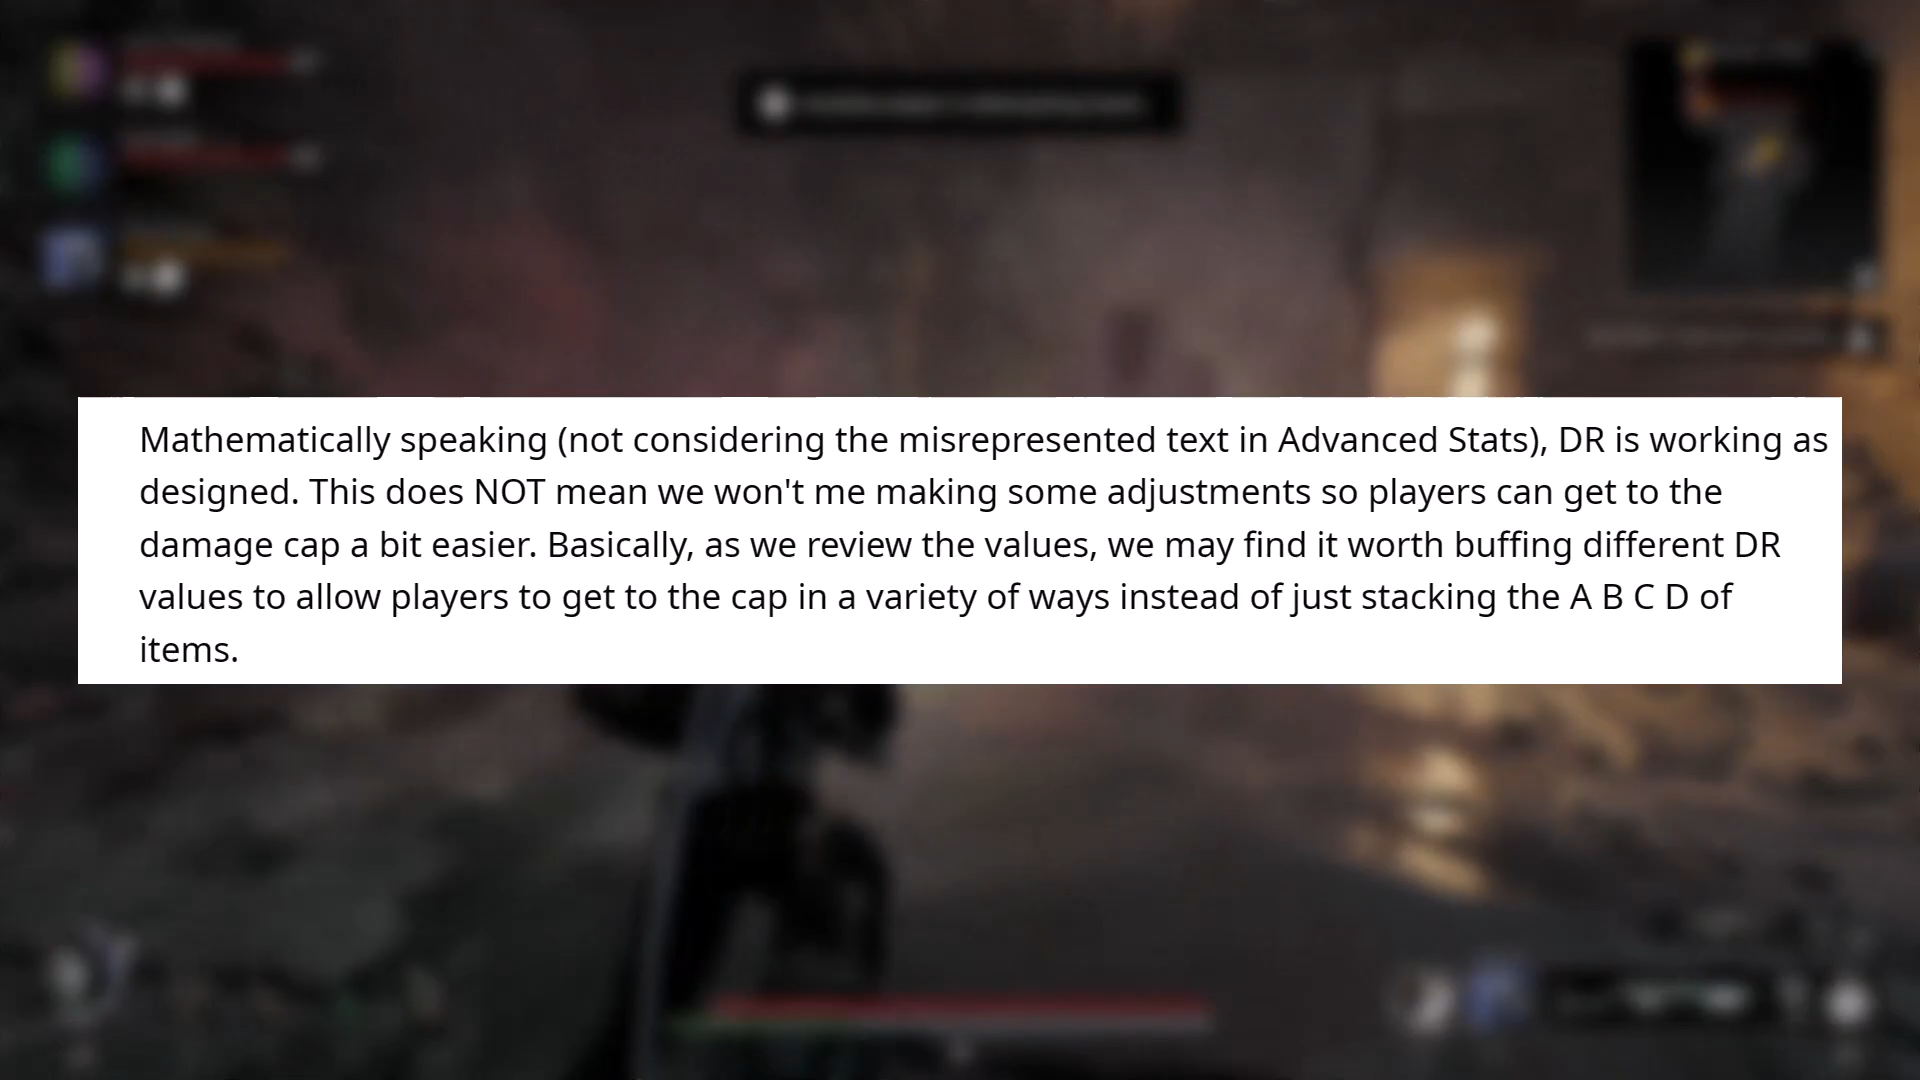 Mathematically speaking (not considering the misrepresented text in Advanced Stats), DR is working as
designed. This does NOT mean we won't me making some adjustments so players can get to the
damage cap a bit easier. Basically, as we review the values, we may find it worth buffing different DR
values to allow players to get to the cap in a variety of ways instead of just stacking the A B C D of
items.